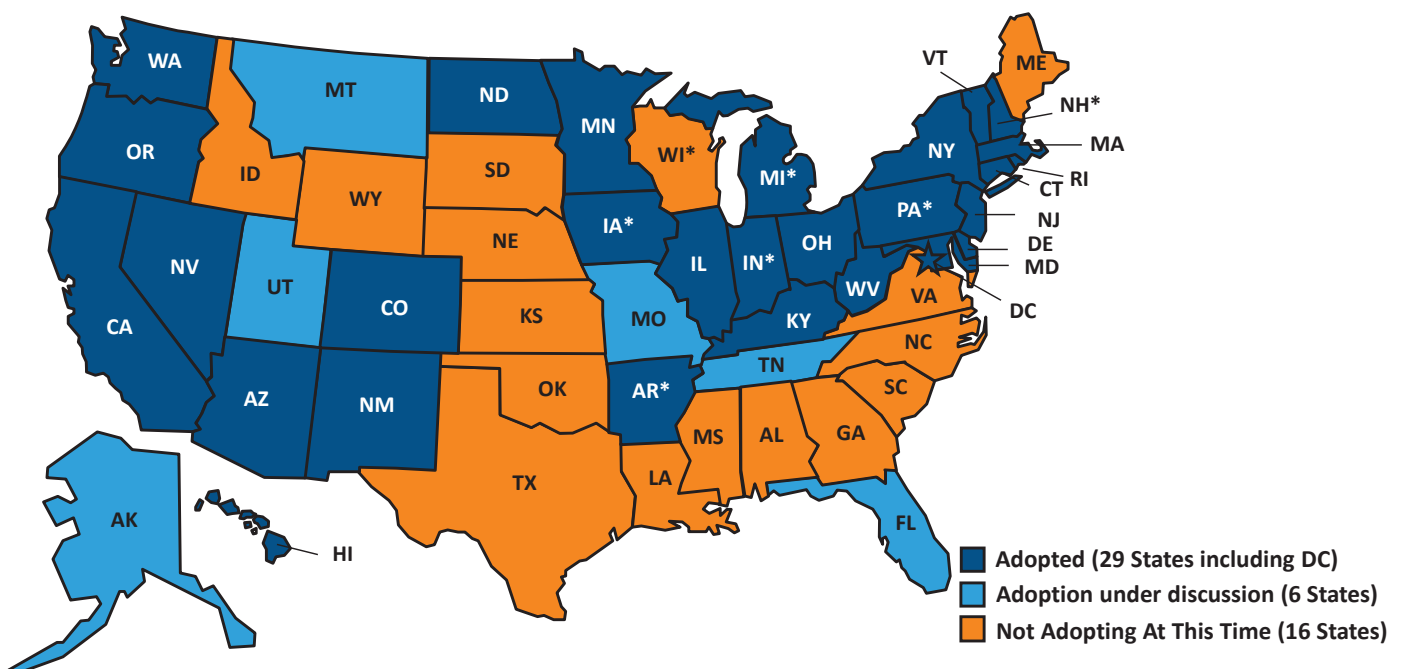 WA
MT
ND
MN
VT
ME
NH*
OR
ID
SD
WI*
MI*
NY
MA
WY
RI
CT
IA*
PA*
NJ
NE
NV
UT
IL
IN*
OH
DE
MD
CO
WV
VA
DC
CA
KS
MO
KY
NC
TN
AZ
NM
OK
AR*
SC
MS
AL
GA
TX
LA
AK
FL
HI
Adopted (29 States including DC)
Adoption under discussion (6 States)
Not Adopting At This Time (16 States)